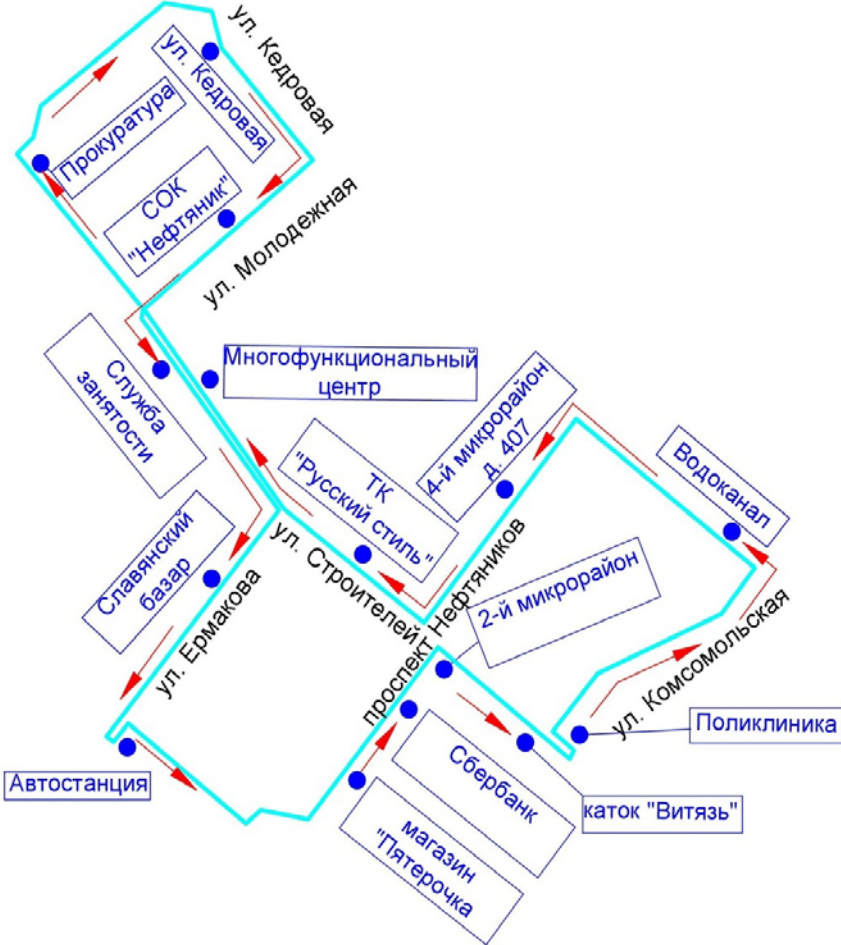 ул. Кедровая
ул. Кедровая
Прокуратура
СОК
"Нефтяник"
ул. Молодежная
Служба
занятости
Многофункциональный
центр
4-й микрорайон
д. 407
ТК
"Русский стиль"
Водоканал
Славянский
базар
ул. Строителей
ул. Ермакова
проспект Нефтяников
2-й микрорайон
ул. Комсомольская
Поликлиника
Автостанция
Сбербанк
каток "Витязь"
магазин
"Пятерочка